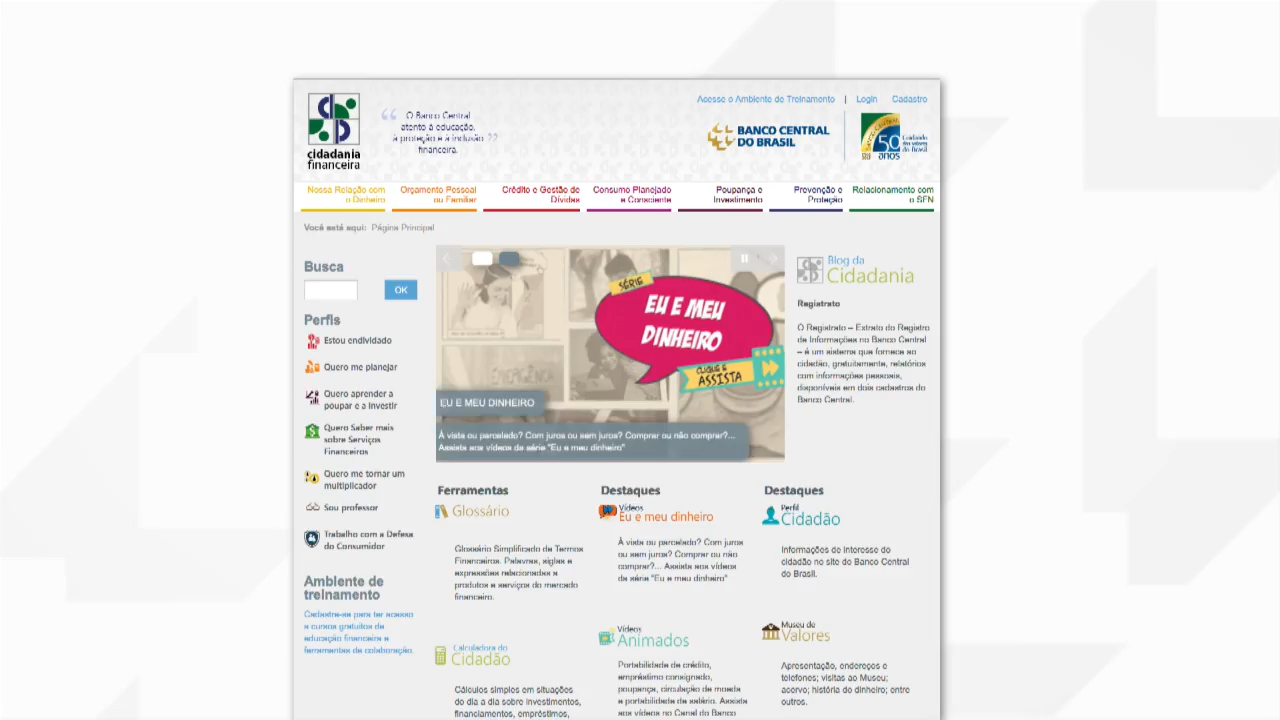 Acesse o Ambiente de Treinamento | Login Cadastro
O Banco Central
atento à educação,
à proteção e à inclusão
financeira.
cidadania
financeira
BANCO CENTRAL
DO BRASIL
BANCO CENTRAL
50
anos
Cuidando
dos valores
do Brasil
Nossa Relação com
o Dinheiro
Orçamento Pessoal
ou Familiar
Crédito e Gestão de
Dívidas
Consumo Planejado
e Consciente
Poupança e
Investimento
Prevenção e
Proteção
Relacionamento com
o SFN
Você está aqui: Página Principal
Busca
OK
Perfis
Estou endividado
Quero me planejar
Quero aprender a
poupar e a investir
Quero Saber mais
sobre Serviços
Financeiros
Quero me tornar um
multiplicador
Sou professor
Trabalho com a Defesa
do Consumidor
Ambiente de
treinamento
Cadastre-se para ter acesso
a cursos gratuitos de
educação financeira e
ferramentas de colaboração.
SÉRIE
EU E MEU
DINHEIRO
CLIQUE E
ASSISTA
EU E MEU DINHEIRO
À vista ou parcelado? Com juros ou sem juros? Comprar ou não comprar?...
Assista aos vídeos da série "Eu e meu dinheiro"
Blog da
Cidadania
Registrato
O Registrato – Extrato do Registro
de Informações no Banco Central
– é um sistema que fornece ao
cidadão, gratuitamente, relatórios
com informações pessoais,
disponíveis em dois cadastros do
Banco Central.
Ferramentas
Glossário
Glossário Simplificado de Termos
Financeiros. Palavras, siglas e
expressões relacionadas a
produtos e serviços do mercado
financeiro.
Calculadora do
Cidadão
Cálculos simples em situações
do dia a dia sobre investimentos,
financiamentos, empréstimos,
Destaques
Vídeos
Eu e meu dinheiro
À vista ou parcelado? Com juros
ou sem juros? Comprar ou não
comprar?... Assista aos vídeos
da série "Eu e meu dinheiro"
Vídeos
Animados
Portabilidade de crédito,
empréstimo consignado,
poupança, circulação de moeda
e portabilidade de salário. Assista
aos vídeos no Canal do Banco
Destaques
Perfil
Cidadão
Informações de interesse do
cidadão no site do Banco Central
do Brasil.
Museu de
Valores
Apresentação, endereços e
telefones; visitas ao Museu;
acervo; história do dinheiro; entre
outros.